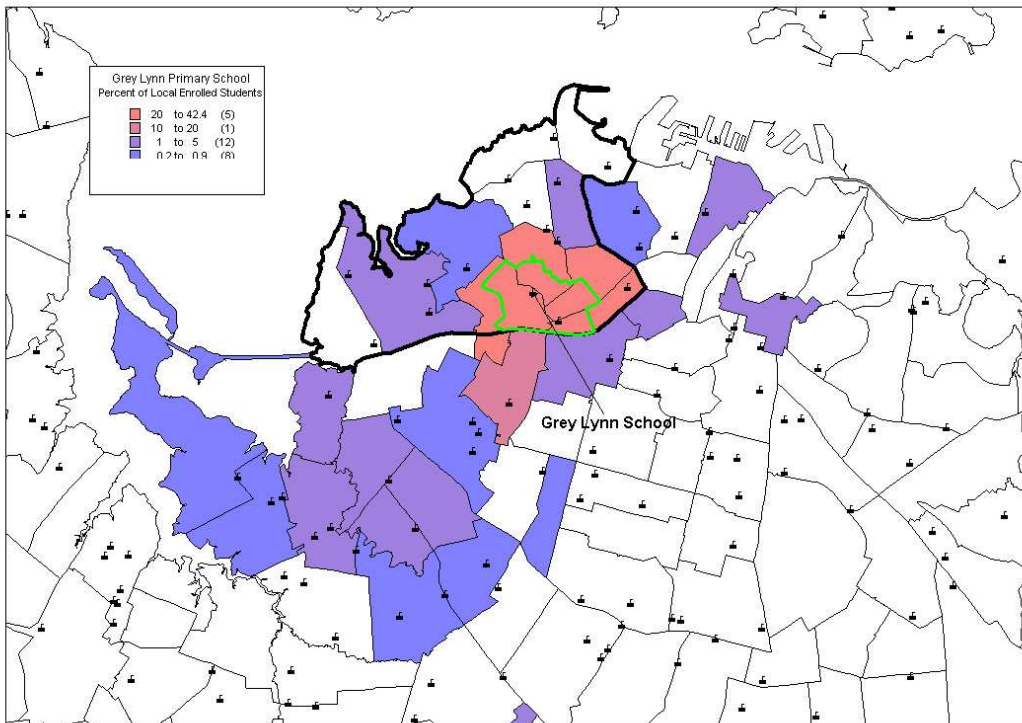 Grey Lynn Primary School
Percent of Local Enrolled Students
20 to 42.4 (5)
10 to 20 (1)
1 to 5 (12)
0.2 to 0.9 (8)
Grey Lynn School